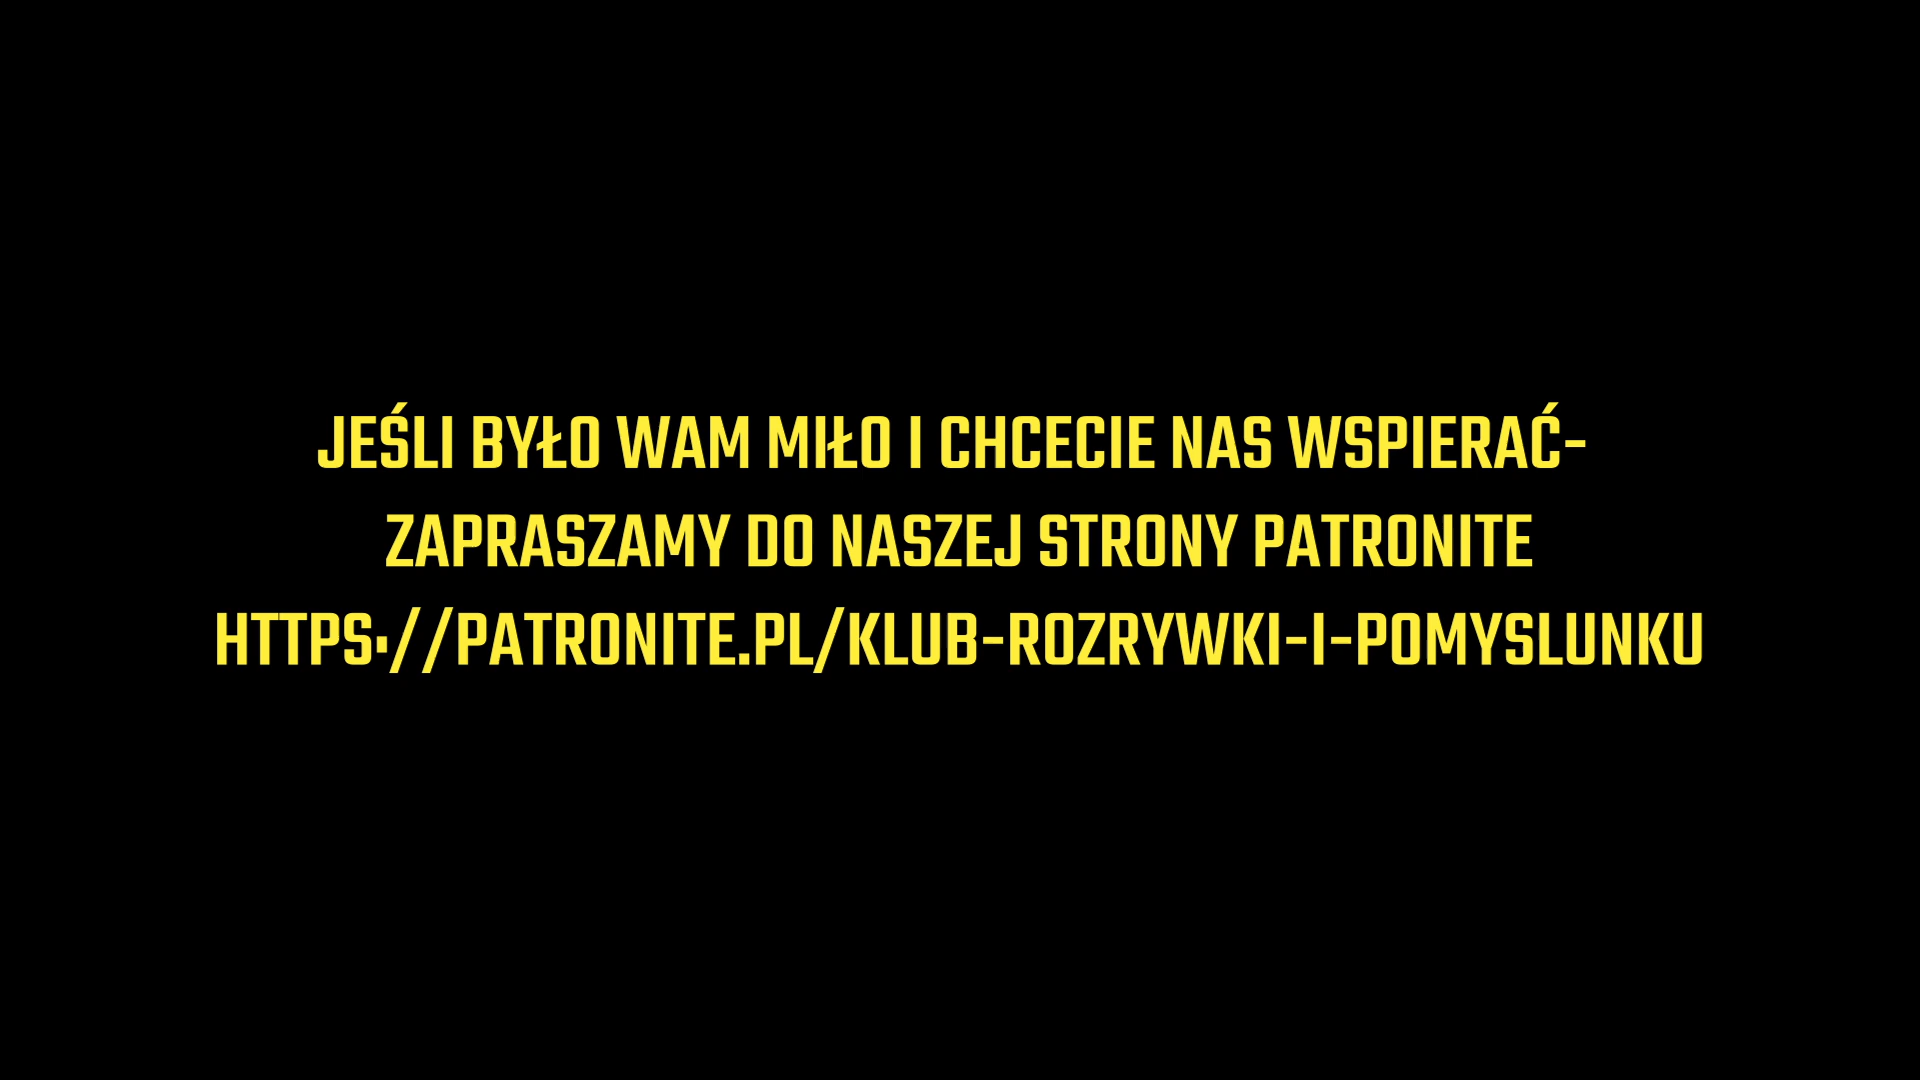 JEŚLI BYŁO WAM MIŁO I CHCECIE NAS WSPIERAĆ-
ZAPRASZAMY DO NASZEJ STRONY PATRONITE
HTTPS://PATRONITE.PL/KLUB-ROZRYWKI-I-POMYSLUNKU